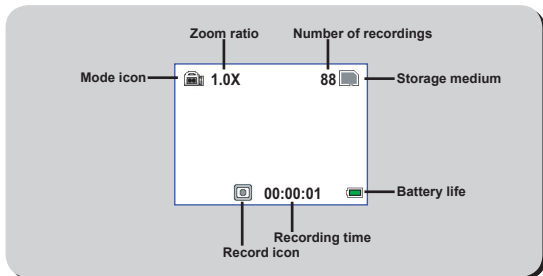 Zoom ratio Number of recordings
Mode icon 1.0X 88 Storage medium
00:00:01 Battery life
Recording time
Record icon